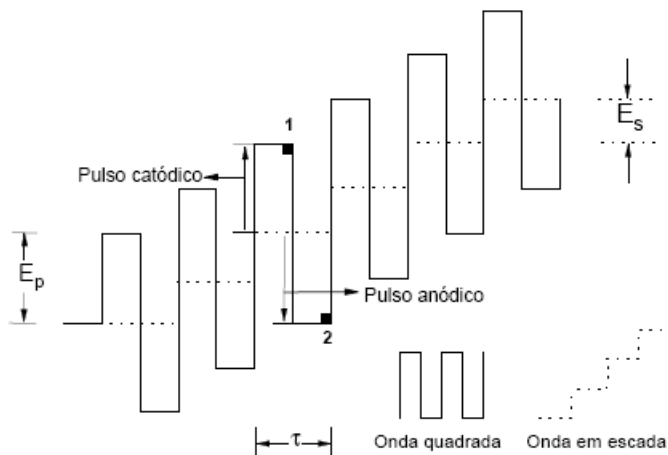 1
E_s
Pulso catódico
E_p
Pulso anódico
2
τ
Onda quadrada
Onda em escada